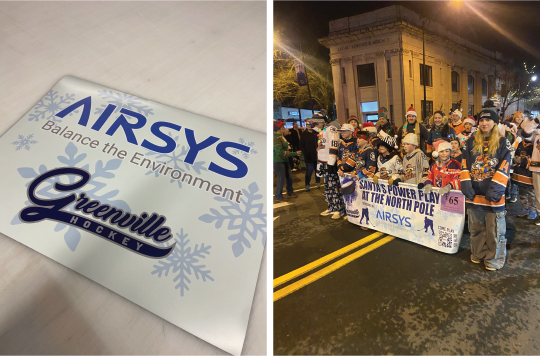 AIRSYS
Balance the Environment
Greenville
HOCKEY
SANTA'S POWER PLAY
AT THE NORTH POLE
AIRSYS
65